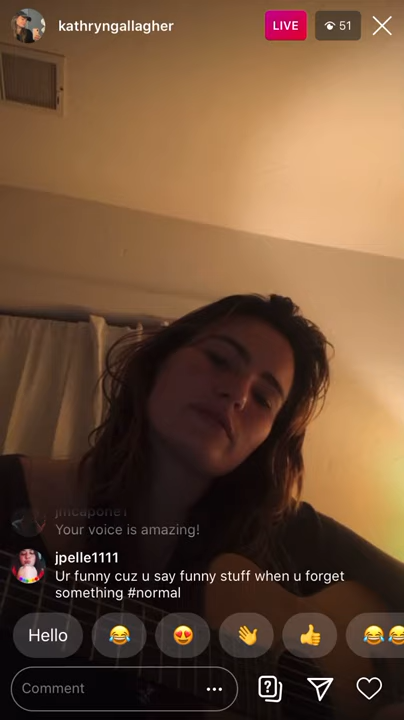 kathryngallagher
LIVE
51
jmcapone1
Your voice is amazing!
jpelle1111
Ur funny cuz u say funny stuff when u forget
something #normal
Hello
Comment